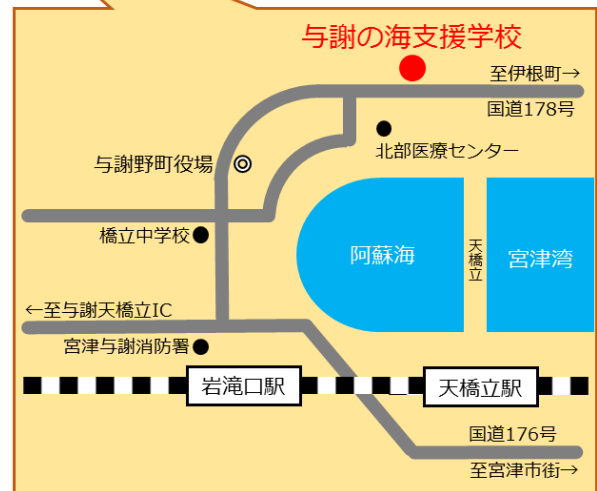 与謝の海支援学校
至伊根町→
国道178号
北部医療センター
与謝野町役場
橋立中学校
阿蘇海
天橋立
宮津湾
←至与謝天橋立IC
宮津与謝消防署
岩滝口駅
天橋立駅
国道176号
至宮津市街→